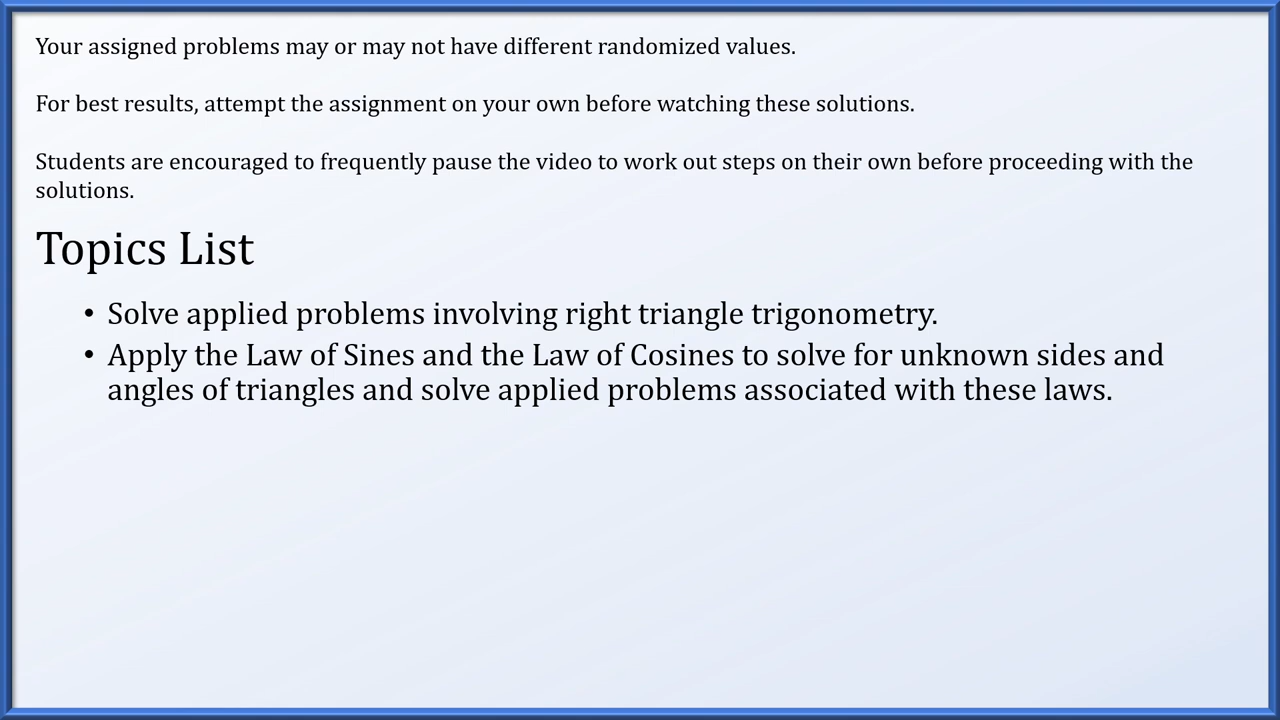 Your assigned problems may or may not have different randomized values.
For best results, attempt the assignment on your own before watching these solutions.
Students are encouraged to frequently pause the video to work out steps on their own before proceeding with the
solutions.
Topics List
• Solve applied problems involving right triangle trigonometry.
• Apply the Law of Sines and the Law of Cosines to solve for unknown sides and
angles of triangles and solve applied problems associated with these laws.